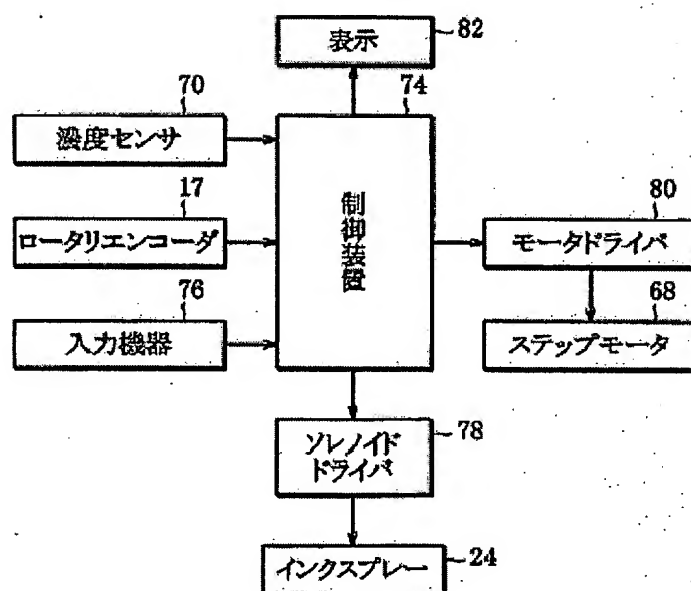 表示
82
70
濃度センサ
74
17
ロータリエンコーダ
制御装置
80
モータドライバ
76
入力機器
68
ステップモータ
ソレノイド
ドライバ
78
インクスプレー
24